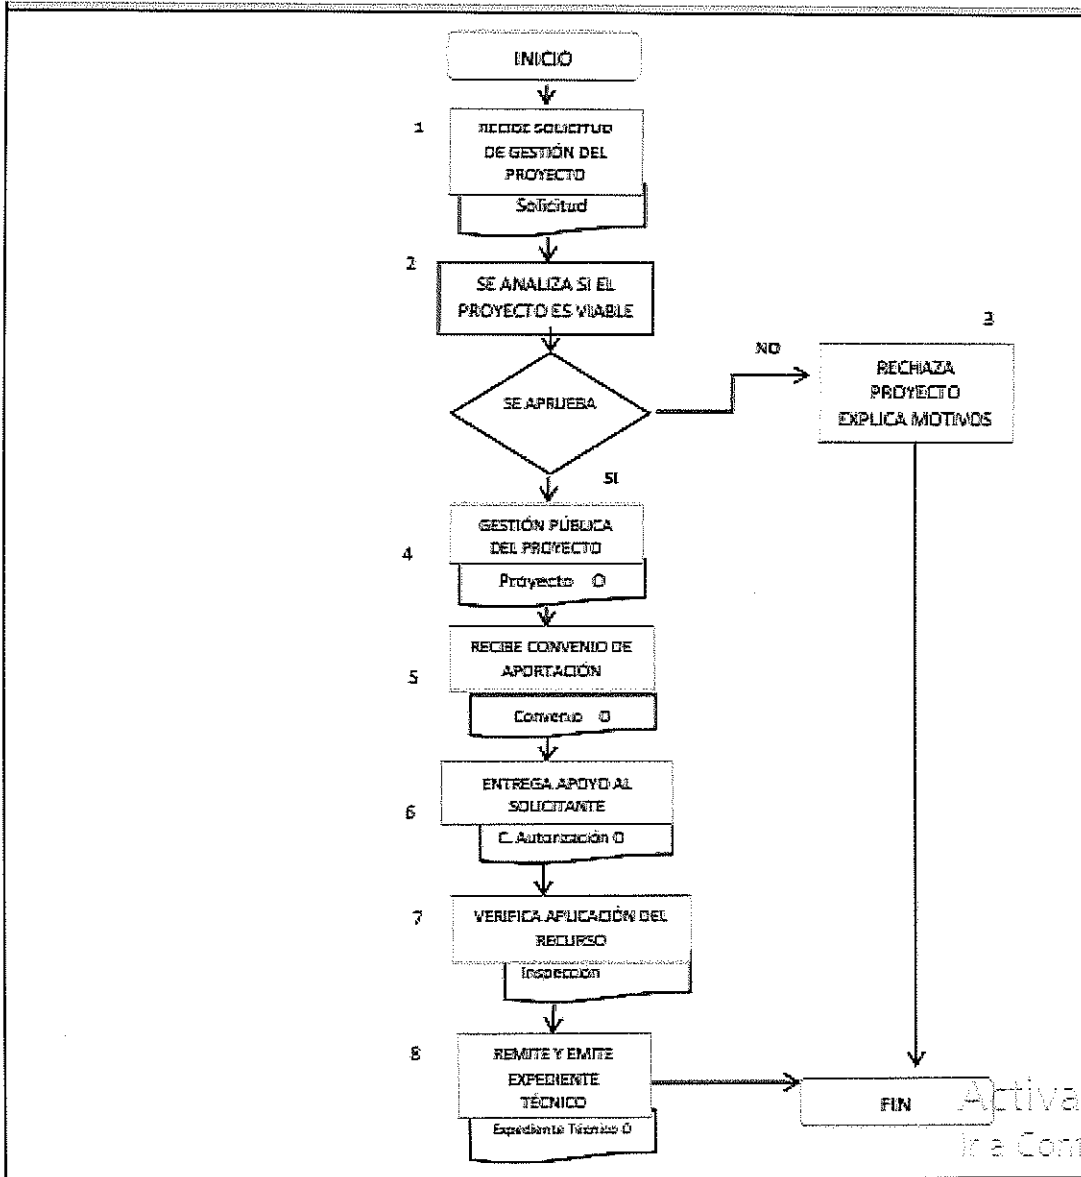 INICIO
1
RECIBE SOLICITUD
DE GESTIÓN DEL
PROYECTO
Solicitud
2
SE ANALIZA SI EL
PROYECTO ES VIABLE
3
NO
RECHAZA
PROYECTO
EXPLICA MOTIVOS
SE APRUEBA
SI
4
GESTIÓN PÚBLICA
DEL PROYECTO
Proyecto O
5
RECIBE CONVENIO DE
APORTACIÓN
Convenio O
6
ENTREGA APOYO AL
SOLICITANTE
C. Autorización O
7
VERIFICA APLICACIÓN DEL
RECURSO
Inspección
8
REMITE Y EMITE
EXPEDIENTE
TÉCNICO
Expediente Técnico O
FIN
Activa
Ir a Com